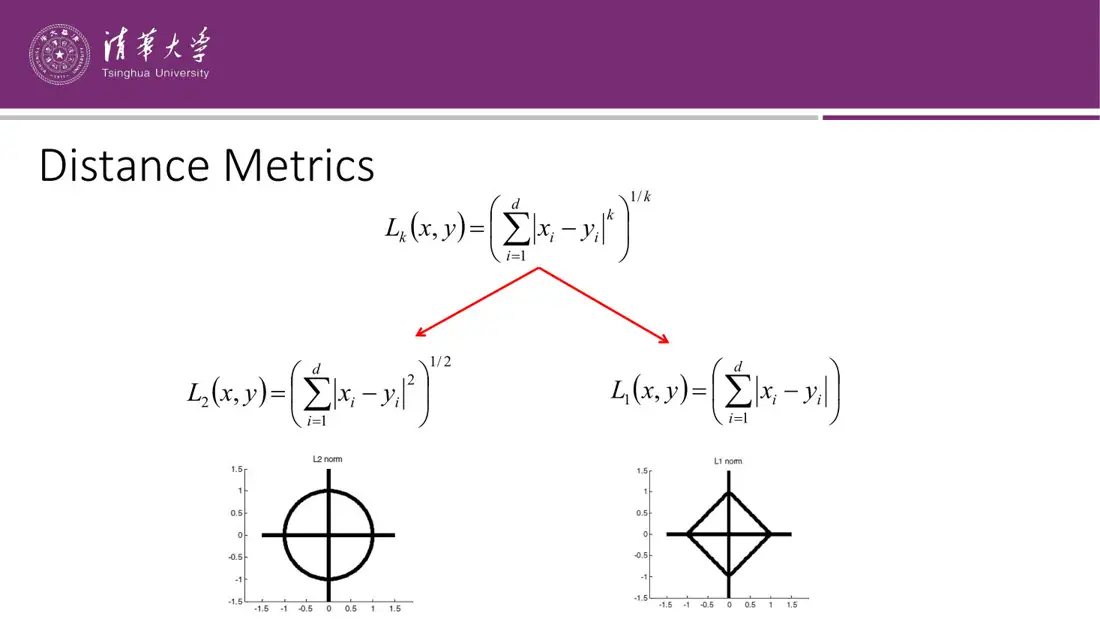 清华大学
Tsinghua University
Distance Metrics
L_k(x, y) = (∑_{i=1}^{d} |x_i − y_i|^k)^{1/k}
L_2(x, y) = (∑_{i=1}^{d} |x_i − y_i|^2)^{1/2}
L_1(x, y) = (∑_{i=1}^{d} |x_i − y_i|)
L2 norm
1.5
1
0.5
0
-0.5
-1
-1.5
-1.5 -1 -0.5 0 0.5 1 1.5
L1 norm
1.5
1
0.5
0
-0.5
-1
-1.5
-1.5 -1 -0.5 0 0.5 1 1.5